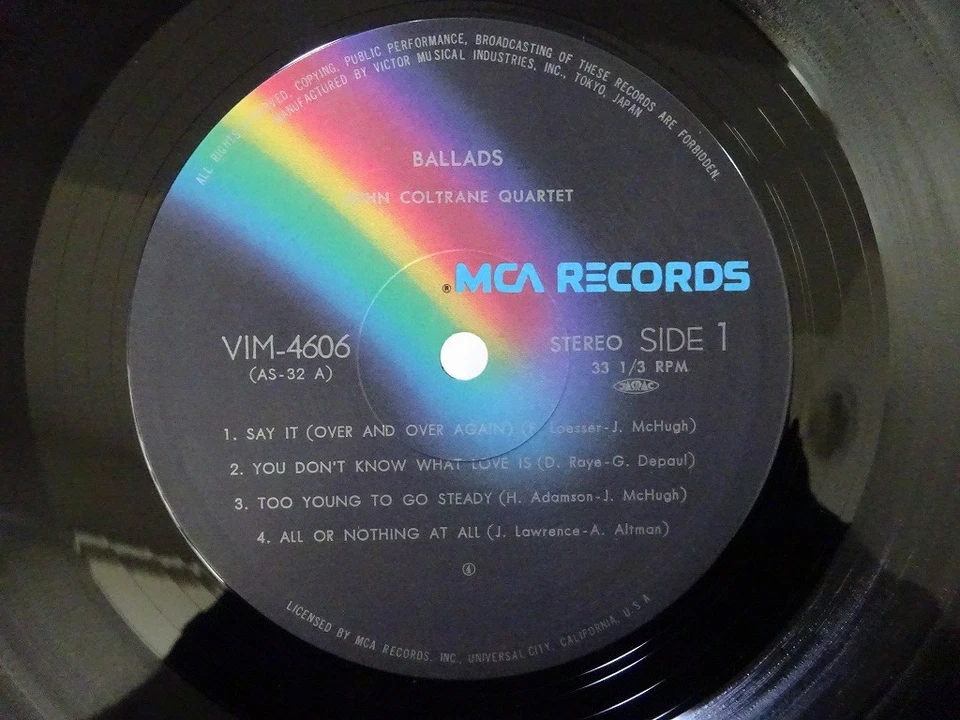 ALL RIGHTS COPYING, PUBLIC PERFORMANCE, BROADCASTING OF THESE RECORDS ARE FORBIDDEN.
MANUFACTURED BY VICTOR MUSICAL INDUSTRIES, INC., TOKYO, JAPAN
BALLADS
JOHN COLTRANE QUARTET
® MCA RECORDS
VIM-4606
(AS-32 A)
STEREO SIDE 1
33 1/3 RPM
1. SAY IT (OVER AND OVER AGAIN) (F. Loesser-J. McHugh)
2. YOU DON'T KNOW WHAT LOVE IS (D. Raye-G. Depaul)
3. TOO YOUNG TO GO STEADY (H. Adamson-J. McHugh)
4. ALL OR NOTHING AT ALL (J. Lawrence-A. Altman)
④
LICENSED BY MCA RECORDS, INC., UNIVERSAL CITY, CALIFORNIA, U.S.A